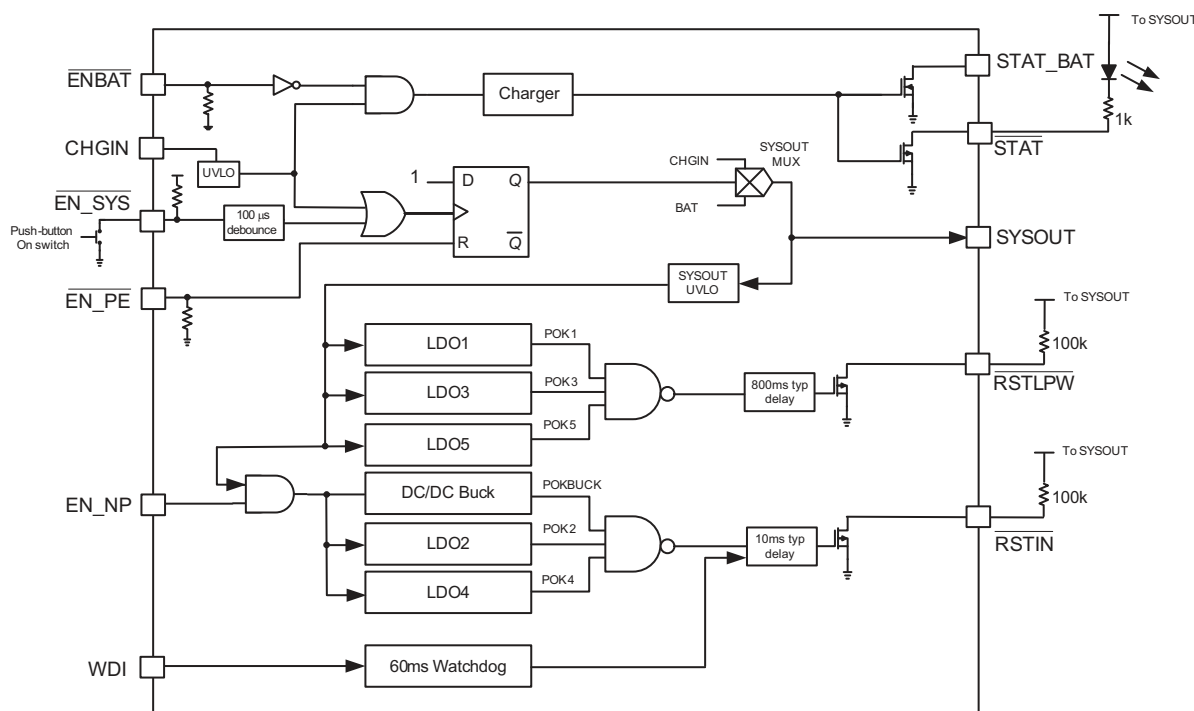 To SYSOUT
ENBAT
Charger
STAT_BAT
1k
CHGIN
UVLO
STAT
CHGIN
SYSOUT
MUX
BAT
EN_SYS
1
D
Q
R
Q
100 µs
debounce
Push-button
On switch
SYSOUT
EN_PE
SYSOUT
UVLO
To SYSOUT
100k
LDO1
POK1
LDO3
POK3
LDO5
POK5
800ms typ
delay
RSTLPW
To SYSOUT
100k
EN_NP
DC/DC Buck
POKBUCK
LDO2
POK2
LDO4
POK4
10ms typ
delay
RSTIN
WDI
60ms Watchdog